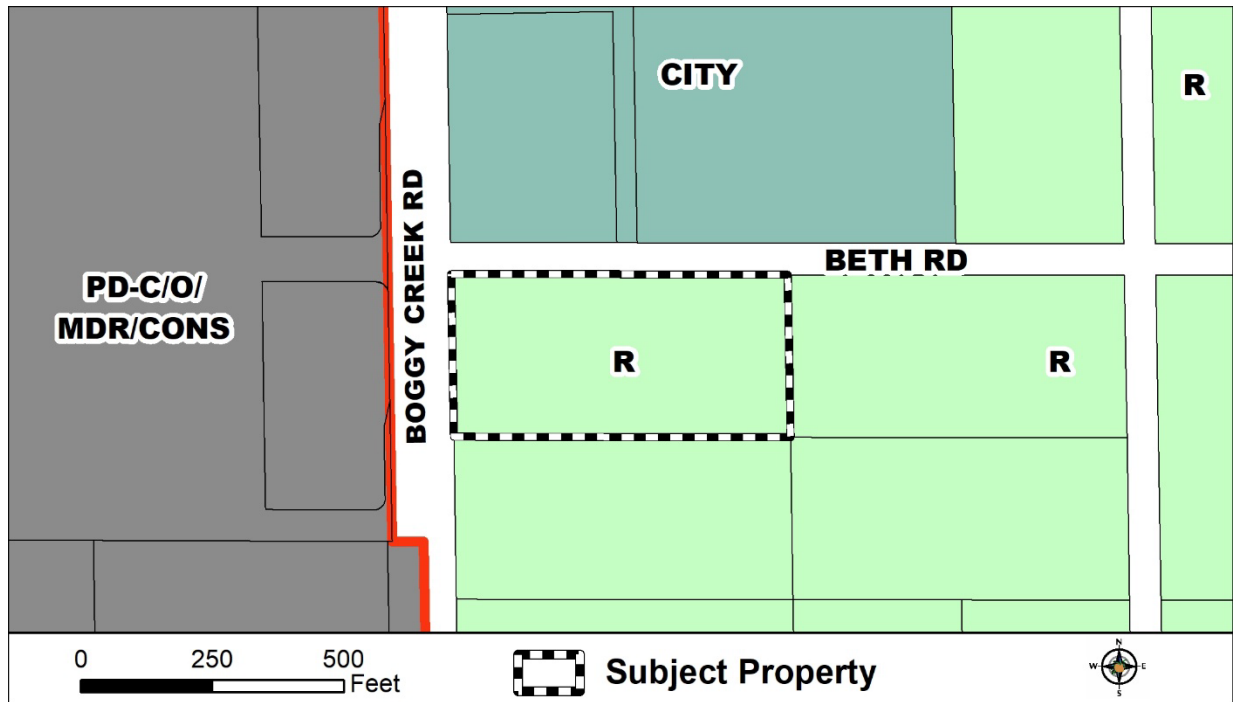 CITY
R
BOGGY CREEK RD
BETH RD
PD-C/O/
MDR/CONS
R
R
0 250 500
Feet
Subject Property
N
W E
S